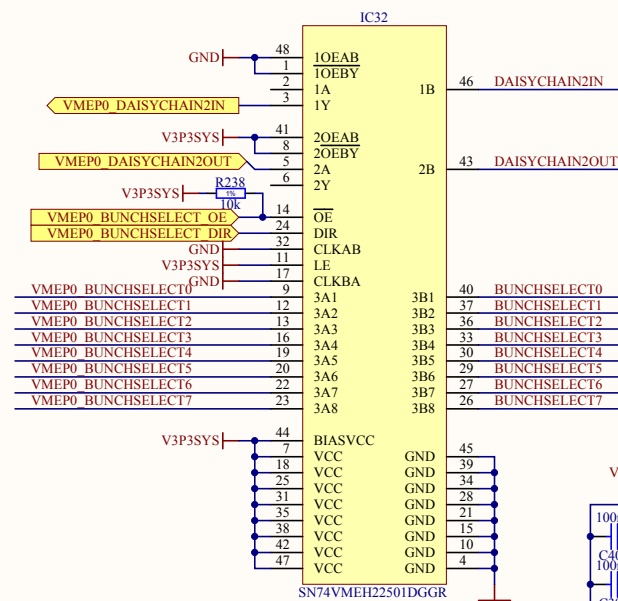 IC32
GND 48 1OEAB
1 1OEBY
2 1A 1B 46 DAISYCHAIN2IN
VMEP0_DAISYCHAIN2IN 3 1Y
V3P3SYS 41 2OEAB
8 2OEBY
VMEP0_DAISYCHAIN2OUT 5 2A 2B 43 DAISYCHAIN2OUT
6 2Y
R238
V3P3SYS 1%
10k
VMEP0_BUNCHSELECT_OE 14 OE
VMEP0_BUNCHSELECT_DIR 24 DIR
GND 32 CLKAB
V3P3SYS 11 LE
GND 17 CLKBA
VMEP0_BUNCHSELECT0 9 3A1 3B1 40 BUNCHSELECT0
VMEP0_BUNCHSELECT1 12 3A2 3B2 37 BUNCHSELECT1
VMEP0_BUNCHSELECT2 13 3A3 3B3 36 BUNCHSELECT2
VMEP0_BUNCHSELECT3 16 3A4 3B4 33 BUNCHSELECT3
VMEP0_BUNCHSELECT4 19 3A5 3B5 30 BUNCHSELECT4
VMEP0_BUNCHSELECT5 20 3A6 3B6 29 BUNCHSELECT5
VMEP0_BUNCHSELECT6 22 3A7 3B7 27 BUNCHSELECT6
VMEP0_BUNCHSELECT7 23 3A8 3B8 26 BUNCHSELECT7
V3P3SYS 44 BIASVCC
7 VCC GND 45
18 VCC GND 39
25 VCC GND 34
31 VCC GND 28
35 VCC GND 21
38 VCC GND 15
42 VCC GND 10
47 VCC GND 4
SN74VMEH22501DGGR
V
100
C40
100